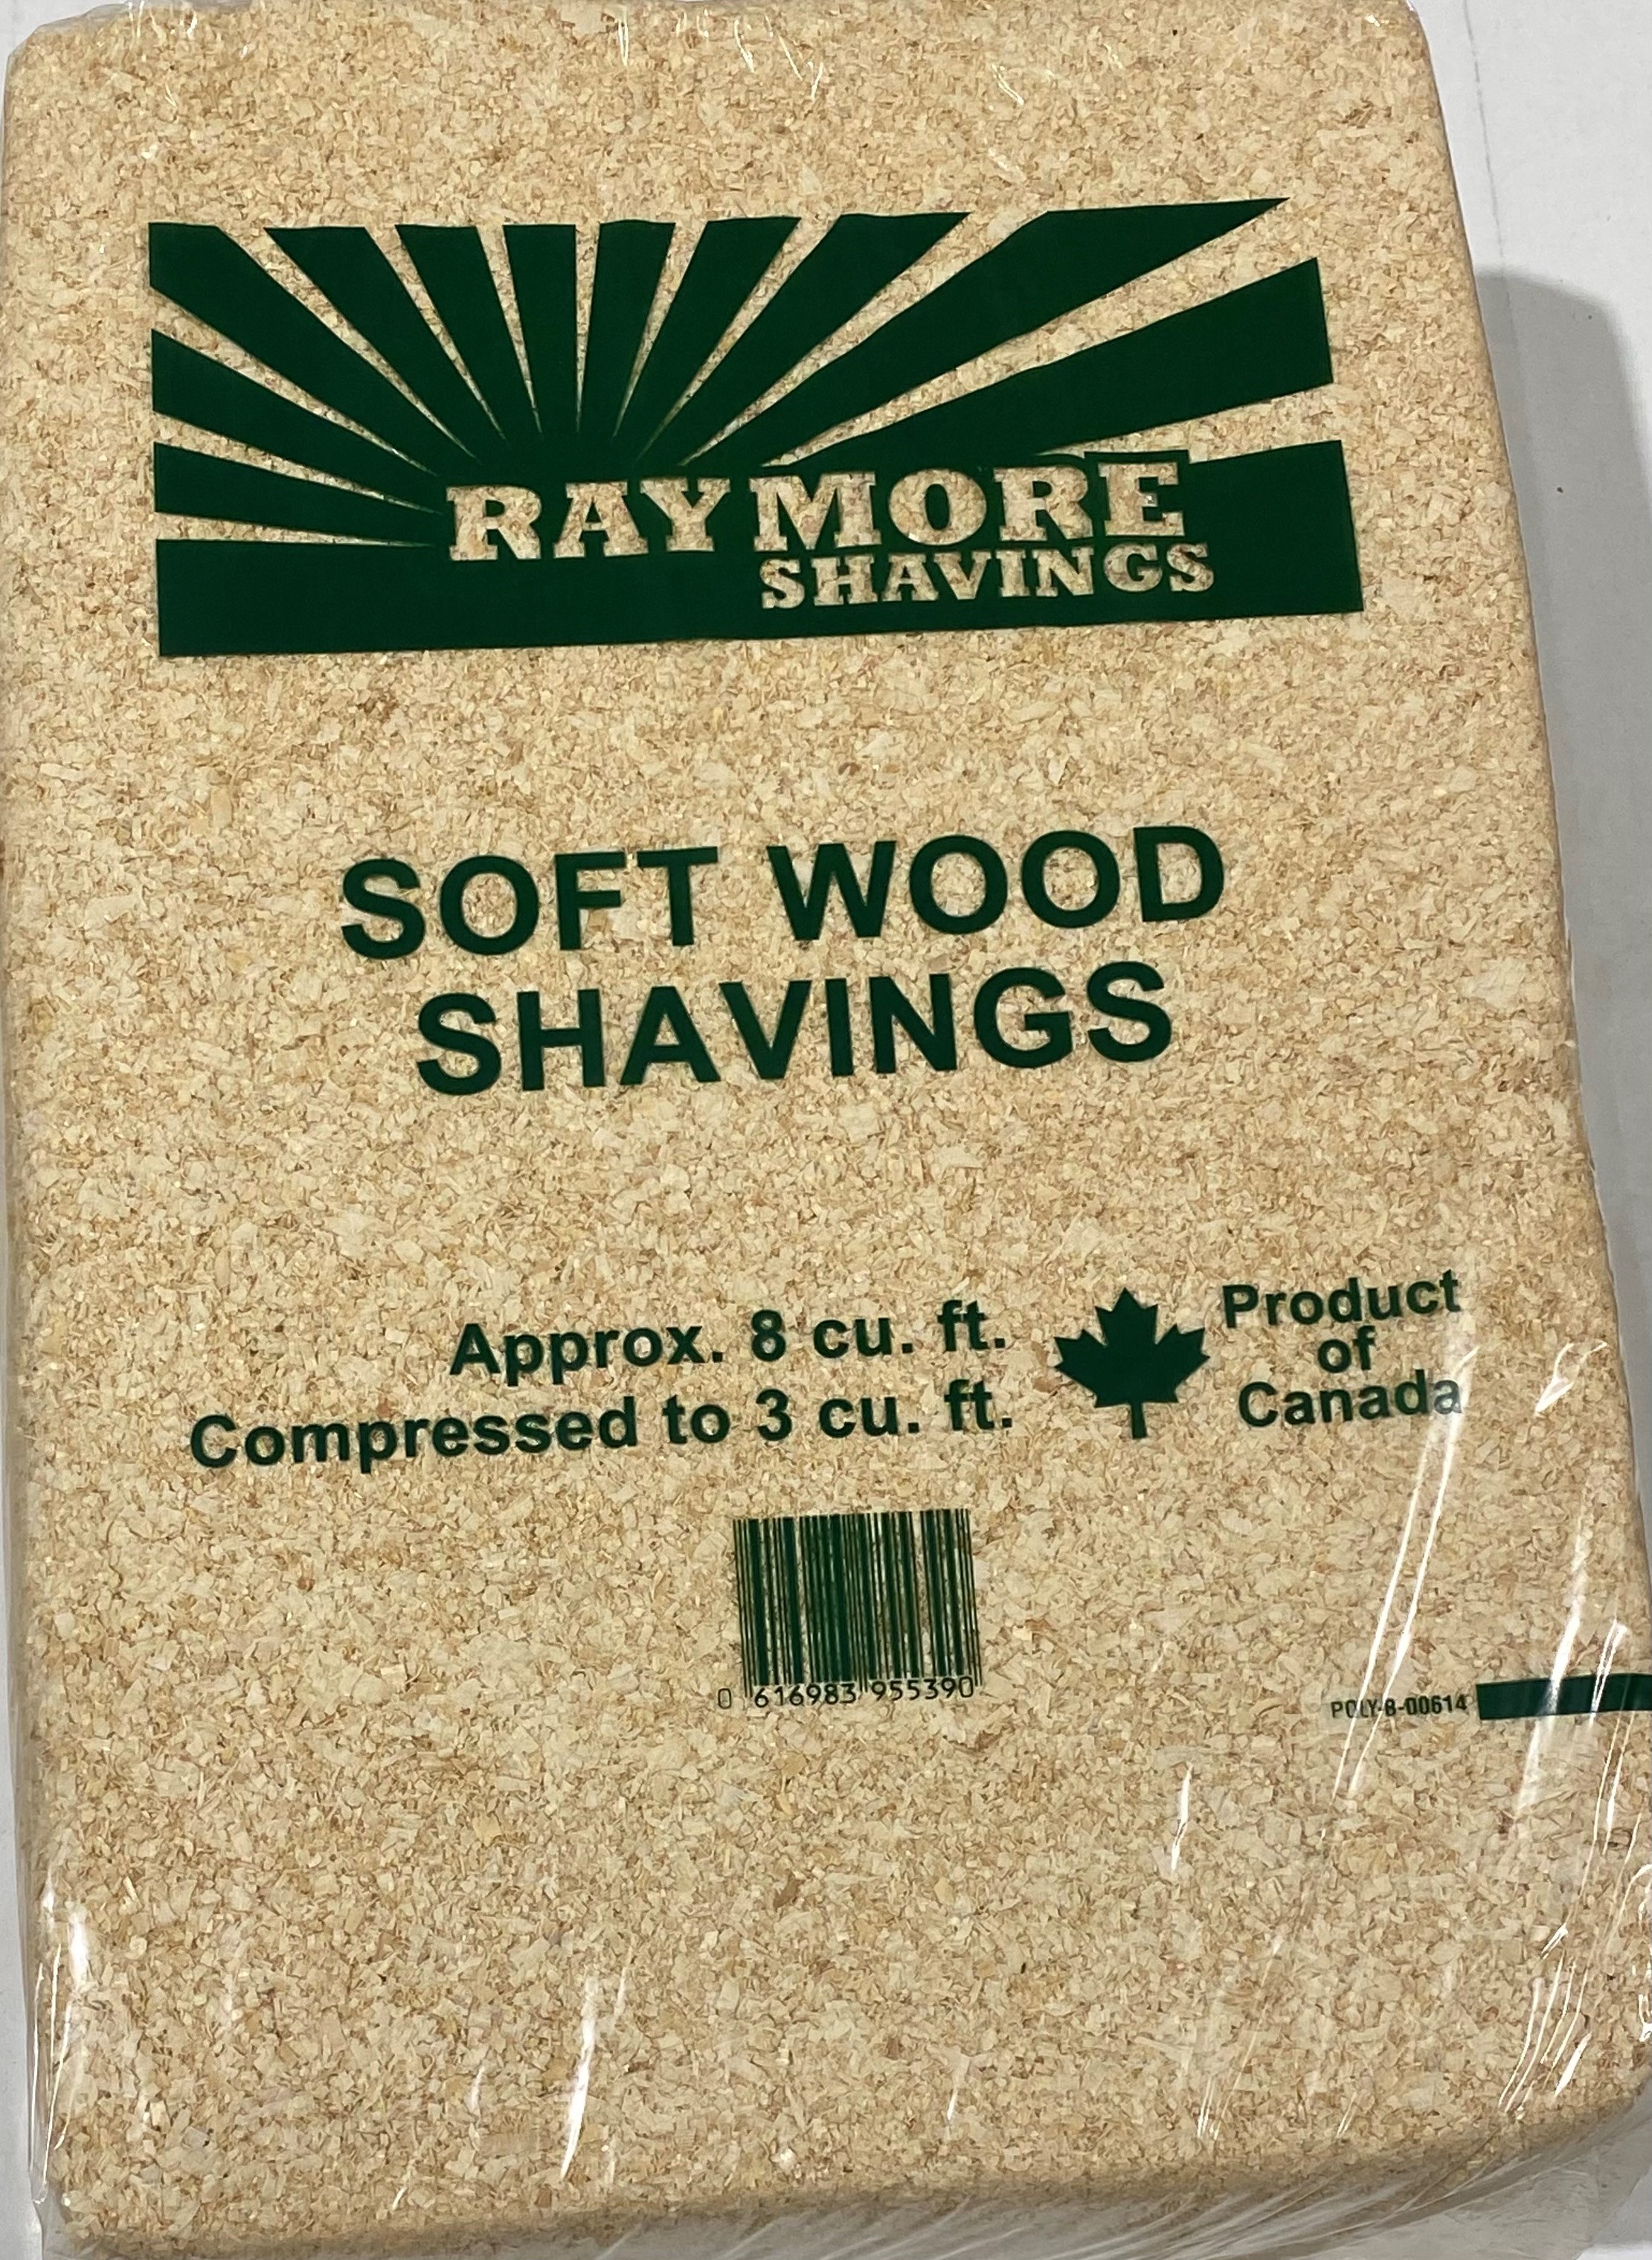 RAYMORE
SHAVINGS
SOFT WOOD
SHAVINGS
Approx. 8 cu. ft.
Compressed to 3 cu. ft.
Product
of
Canada
0 616983 955390
POLY-B-00614